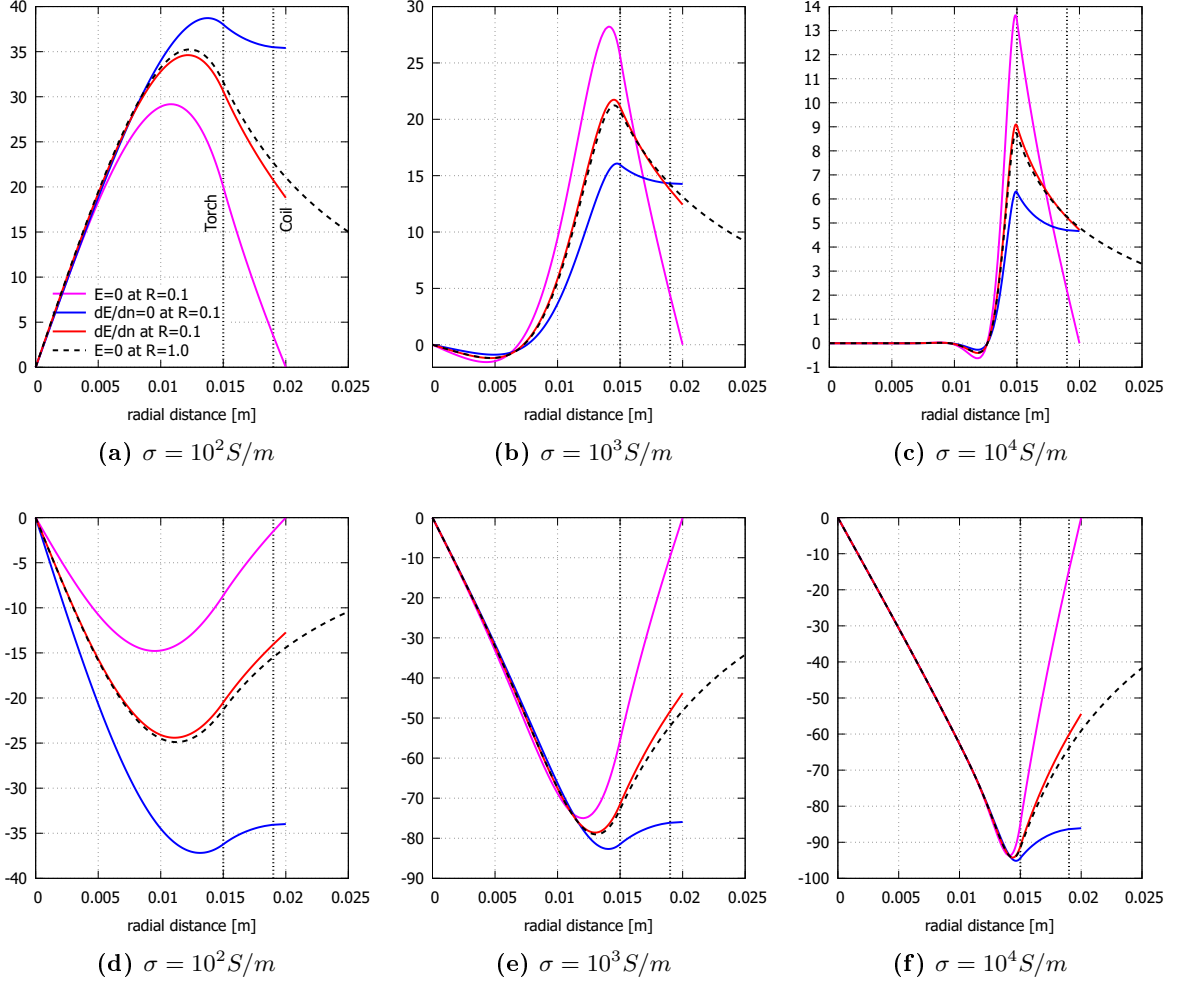 40
35
30
25
20
15
10
5
0
Torch
Coil
E=0 at R=0.1
dE/dn=0 at R=0.1
dE/dn at R=0.1
E=0 at R=1.0
0 0.005 0.01 0.015 0.02 0.025
radial distance [m]
(a) σ = 10²S/m
30
25
20
15
10
5
0
0 0.005 0.01 0.015 0.02 0.025
radial distance [m]
(b) σ = 10³S/m
14
13
12
11
10
9
8
7
6
5
4
3
2
1
0
-1
0 0.005 0.01 0.015 0.02 0.025
radial distance [m]
(c) σ = 10⁴S/m
0
-5
-10
-15
-20
-25
-30
-35
-40
0 0.005 0.01 0.015 0.02 0.025
radial distance [m]
(d) σ = 10²S/m
0
-10
-20
-30
-40
-50
-60
-70
-80
-90
0 0.005 0.01 0.015 0.02 0.025
radial distance [m]
(e) σ = 10³S/m
0
-10
-20
-30
-40
-50
-60
-70
-80
-90
-100
0 0.005 0.01 0.015 0.02 0.025
radial distance [m]
(f) σ = 10⁴S/m